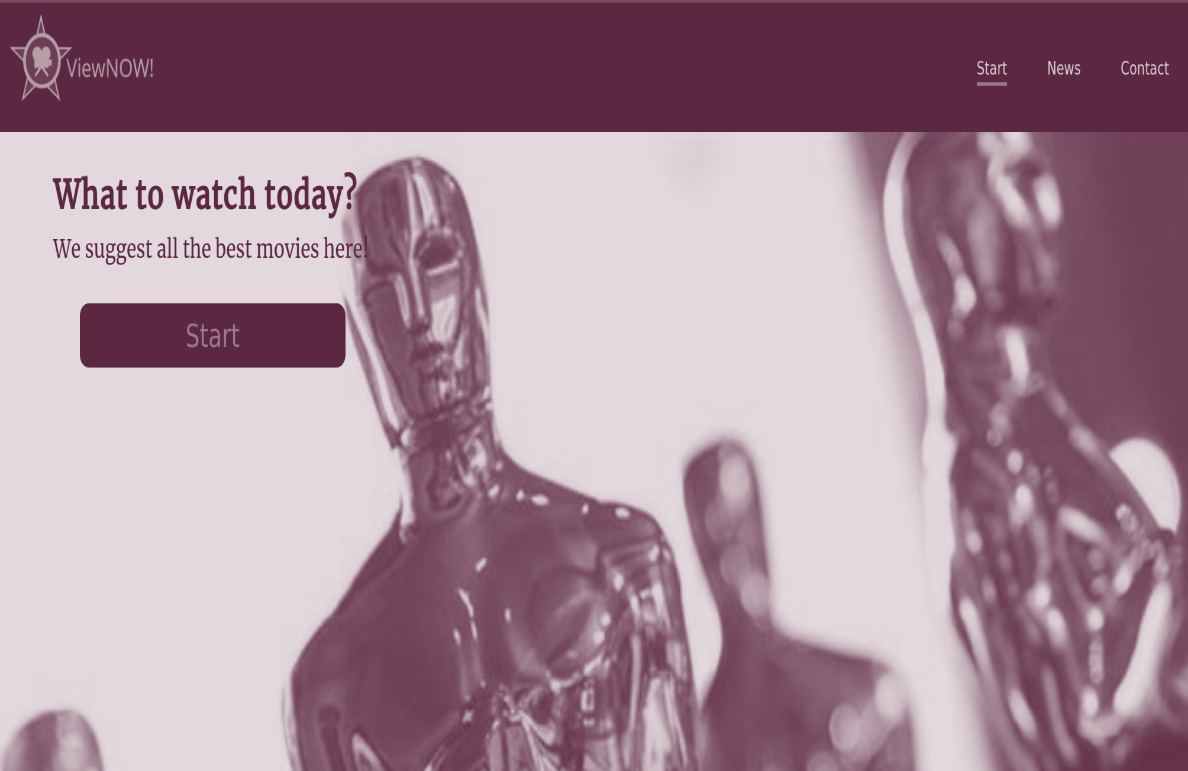 ViewNOW!
Start
News
Contact
What to watch today?
We suggest all the best movies here!
Start